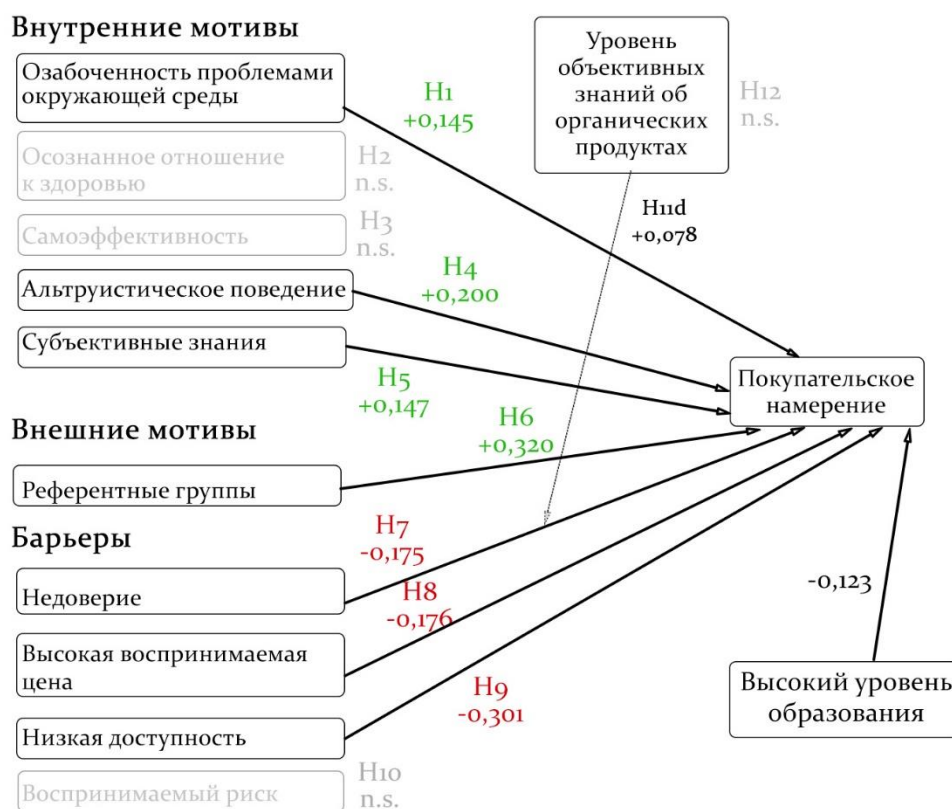 Внутренние мотивы
Озабоченность проблемами
окружающей среды
H1
+0,145
Осознанное отношение
к здоровью
H2
n.s.
Самоэффективность
H3
n.s.
Альтруистическое поведение
H4
+0,200
Субъективные знания
H5
+0,147
Внешние мотивы
Референтные группы
H6
+0,320
Барьеры
Недоверие
H7
-0,175
Высокая воспринимаемая
цена
H8
-0,176
Низкая доступность
H9
-0,301
Воспринимаемый риск
H10
n.s.
Уровень
объективных
знаний об
органических
продуктах
H12
n.s.
H11d
+0,078
Покупательское
намерение
-0,123
Высокий уровень
образования